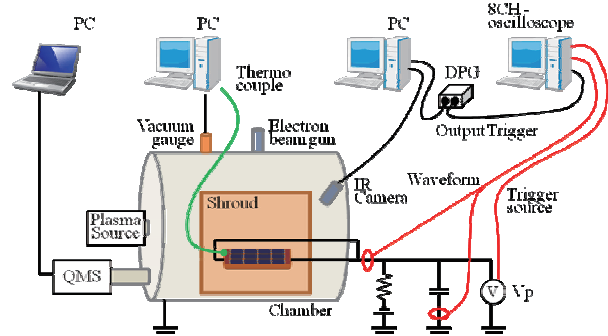 PC
PC
PC
8CH-
oscilloscope
Thermo
couple
DPG
Vacuum
gauge
Electron
beam gun
Output Trigger
IR
Camera
Waveform
Trigger
source
Shroud
Plasma
Source
QMS
Chamber
V
Vp